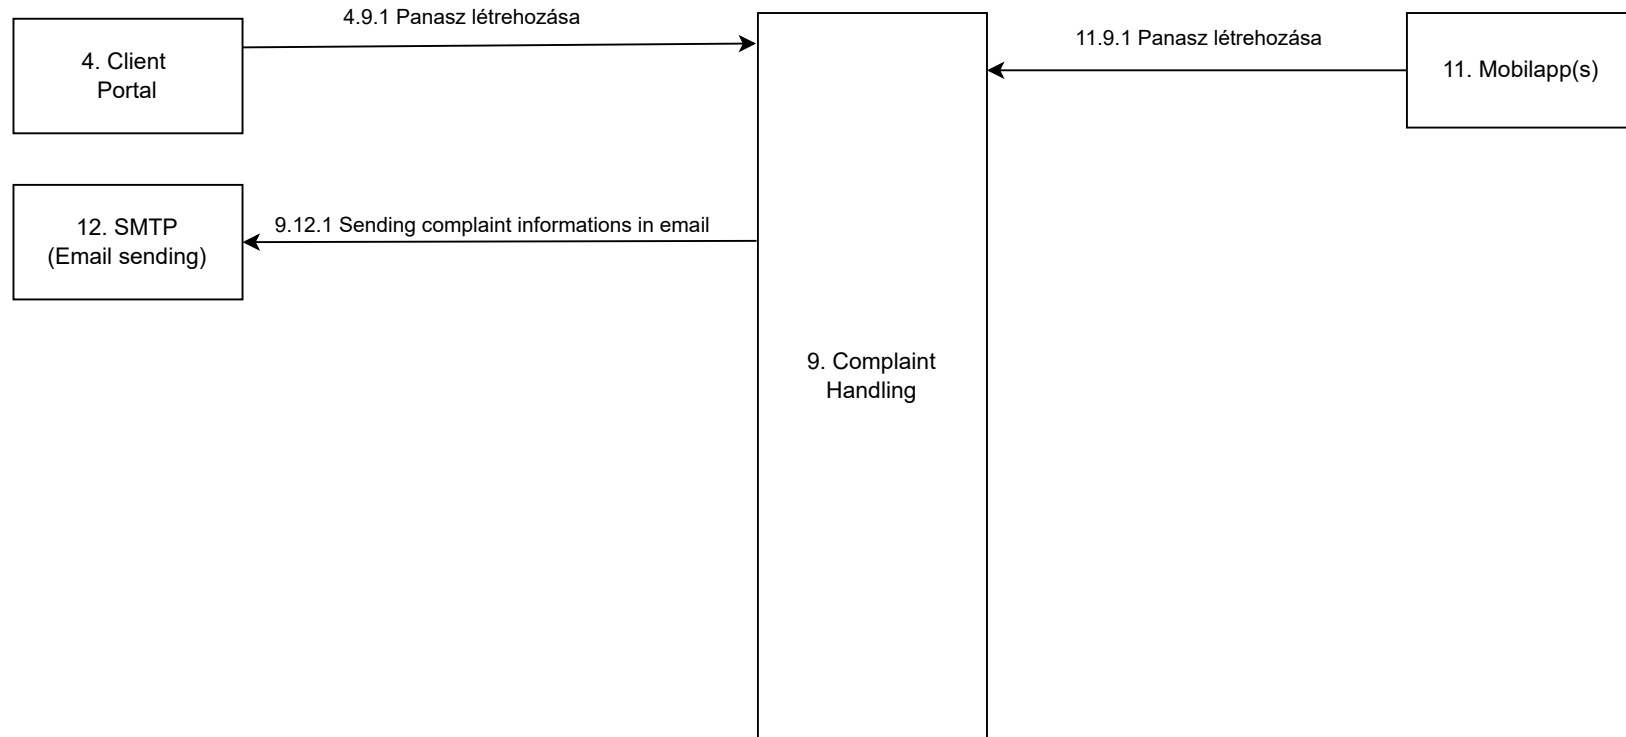 4.9.1 Panasz létrehozása
4. Client
Portal
11.9.1 Panasz létrehozása
11. Mobilapp(s)
12. SMTP
(Email sending)
9.12.1 Sending complaint informations in email
9. Complaint
Handling